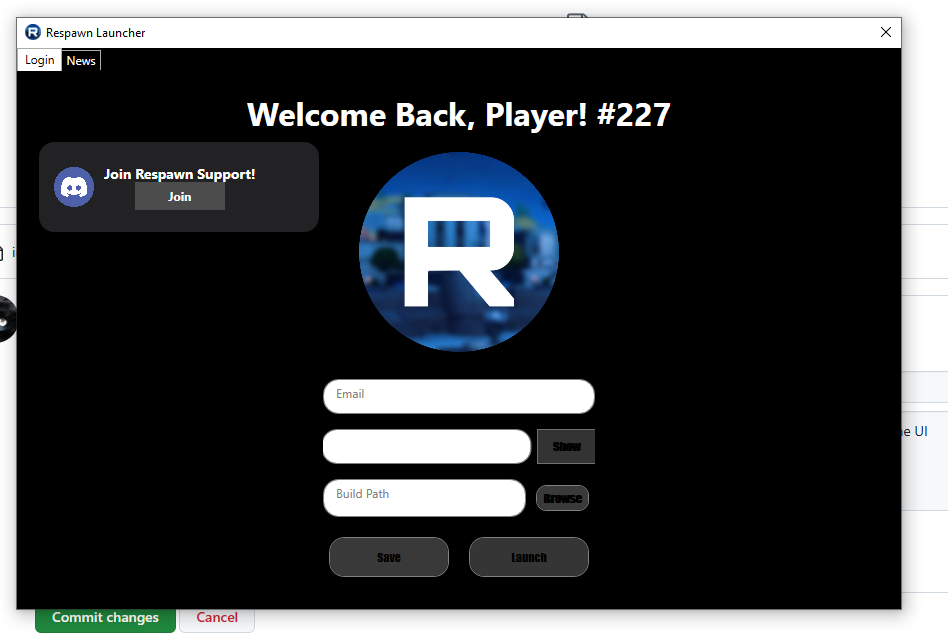 Respawn Launcher
Login
News
Welcome Back, Player! #227
Join Respawn Support!
Join
R
Email
Show
Build Path
Browse
Save
Launch
UI
Commit changes
Cancel